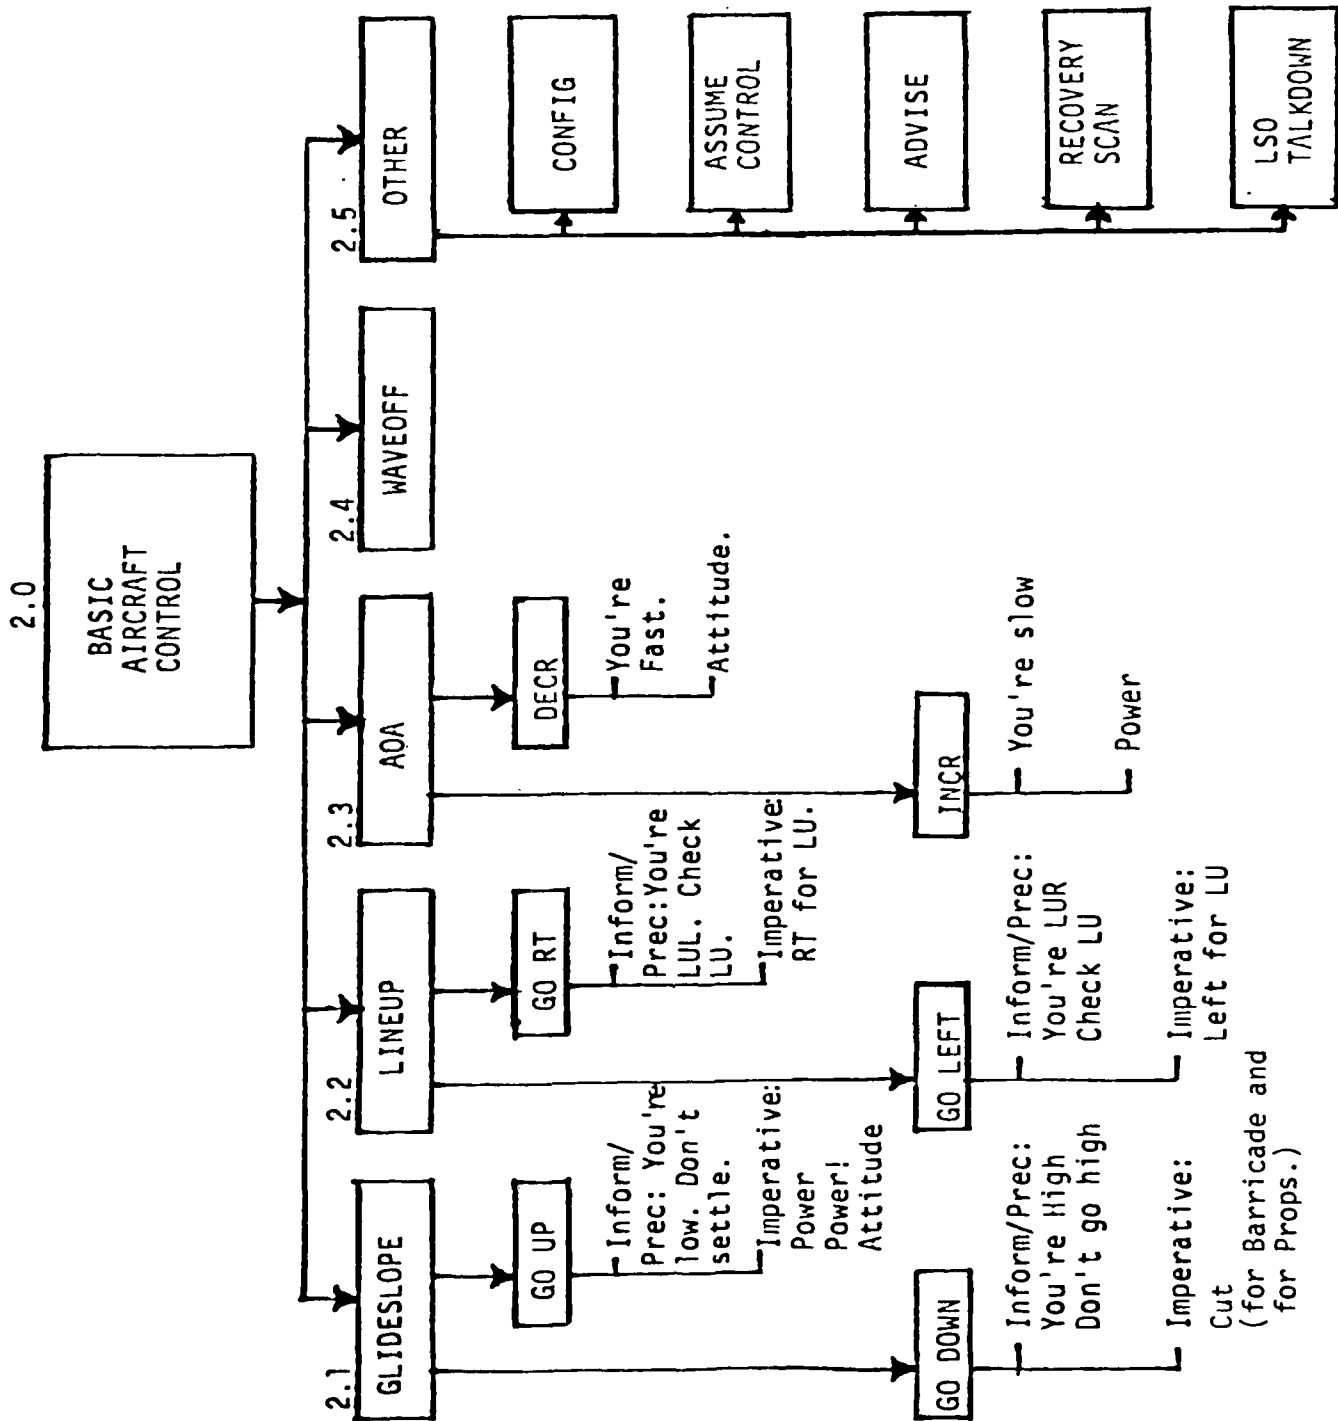 2.0
BASIC
AIRCRAFT
CONTROL
2.1
GLIDESLOPE
GO UP
Inform/
Prec: You're
low. Don't
settle.
Imperative:
Power
Power!
Attitude
GO DOWN
Inform/Prec:
You're High
Don't go high
Imperative:
Cut
(for Barricade and
for Props.)
2.2
LINEUP
GO RT
Inform/
Prec:You're
LUL. Check
LU.
Imperative:
RT for LU.
GO LEFT
Inform/Prec:
You're LUR
Check LU
Imperative:
Left for LU
2.3
AOA
DECR
You're
Fast.
Attitude.
INCR
You're slow
Power
2.4
WAVEOFF
2.5
OTHER
CONFIG
ASSUME
CONTROL
ADVISE
RECOVERY
SCAN
LSO
TALKDOWN